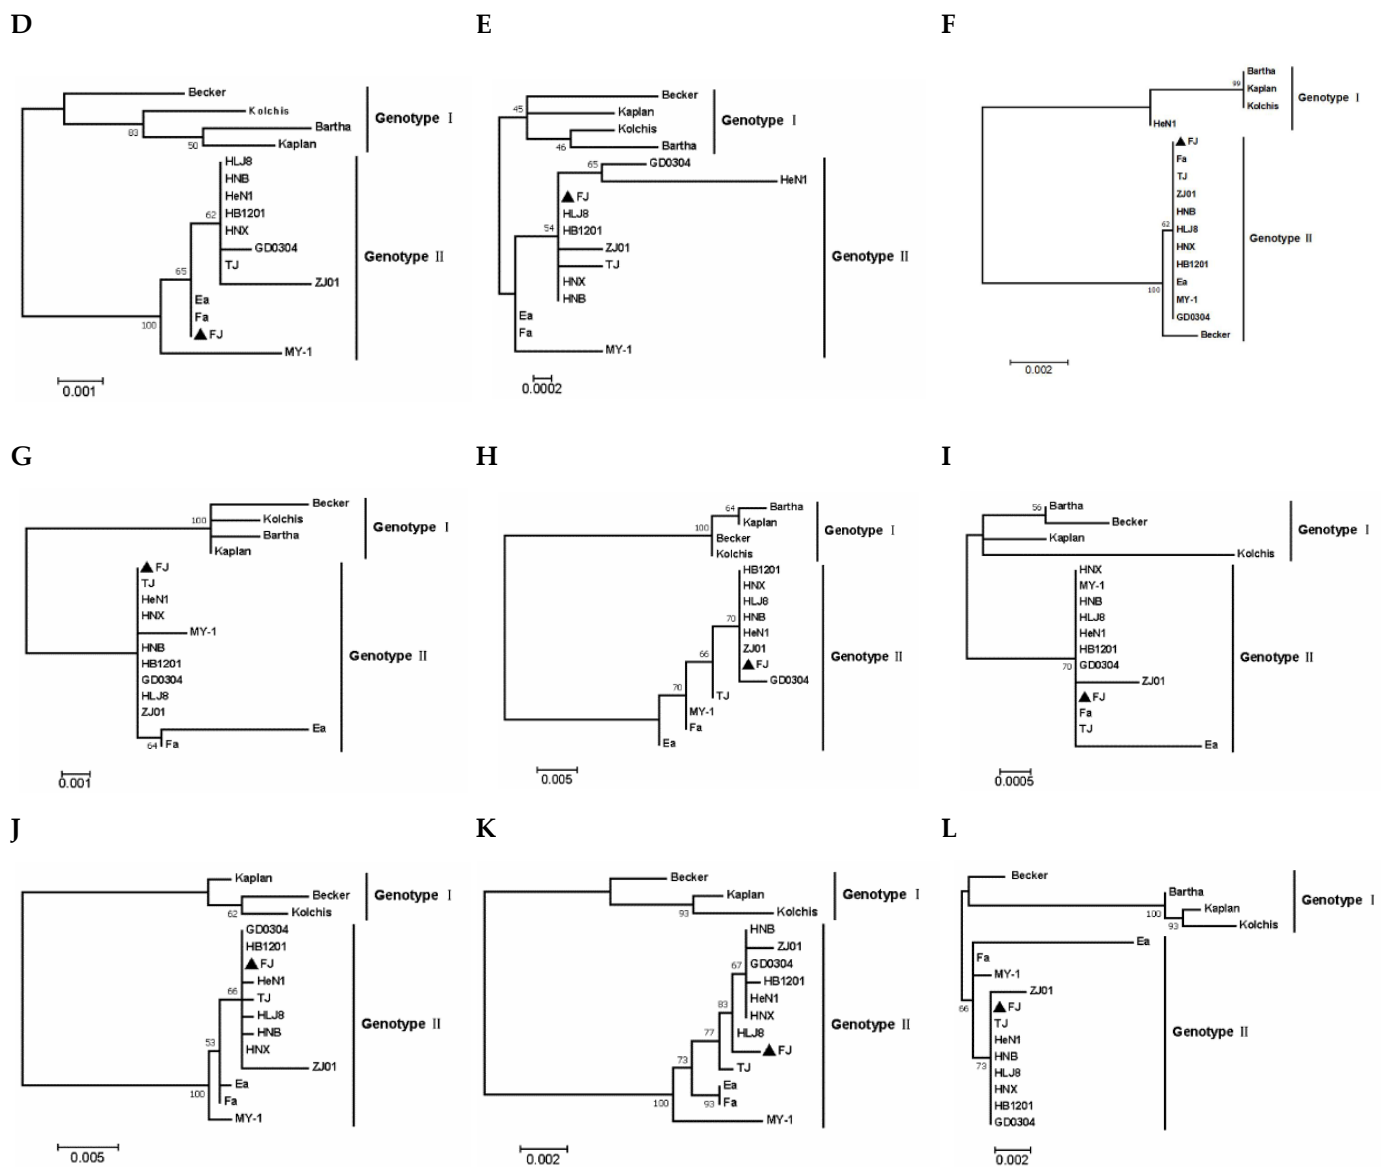 D
Becker
Kolchis
83
Bartha
50
Kaplan
Genotype I
HLJ8
HNB
HeN1
HB1201
62
HNX
GD0304
TJ
65
ZJ01
Ea
Fa
100
▲ FJ
MY-1
Genotype II
0.001
E
Becker
45
Kaplan
Kolchis
46
Bartha
Genotype I
65
GD0304
HeN1
▲ FJ
HLJ8
54
HB1201
ZJ01
TJ
HNX
HNB
Ea
Fa
MY-1
Genotype II
0.0002
F
Bartha
99
Kaplan
Kolchis
HeN1
Genotype I
▲ FJ
Fa
TJ
ZJ01
HNB
62
HLJ8
HNX
HB1201
Ea
100
MY-1
GD0304
Becker
Genotype II
0.002
G
Becker
100
Kolchis
Bartha
Kaplan
Genotype I
▲ FJ
TJ
HeN1
HNX
MY-1
HNB
HB1201
GD0304
HLJ8
ZJ01
Ea
64
Fa
Genotype II
0.001
H
64
Bartha
Kaplan
100
Becker
Kolchis
Genotype I
HB1201
HNX
HLJ8
70
HNB
HeN1
66
ZJ01
▲ FJ
GD0304
70
TJ
MY-1
Fa
Ea
Genotype II
0.005
I
56
Bartha
Becker
Kaplan
Kolchis
Genotype I
HNX
MY-1
HNB
HLJ8
HeN1
HB1201
70
GD0304
ZJ01
▲ FJ
Fa
TJ
Ea
Genotype II
0.0005
J
Kaplan
Becker
62
Kolchis
Genotype I
GD0304
HB1201
▲ FJ
HeN1
66
TJ
HLJ8
HNB
53
HNX
ZJ01
Ea
100
Fa
MY-1
Genotype II
0.005
K
Becker
Kaplan
93
Kolchis
Genotype I
HNB
ZJ01
67
GD0304
HB1201
HeN1
83
HNX
77
HLJ8
▲ FJ
73
TJ
Ea
100
93
Fa
MY-1
Genotype II
0.002
L
Becker
Bartha
100
Kaplan
93
Kolchis
Genotype I
Ea
Fa
MY-1
ZJ01
66
▲ FJ
TJ
HeN1
HNB
73
HLJ8
HNX
HB1201
GD0304
Genotype II
0.002